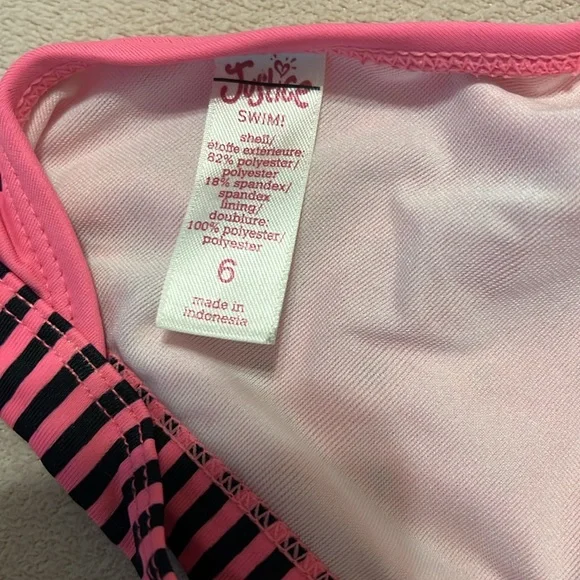 Justice
SWIM!
shell/
étoffe extérieure:
82% polyester/
polyester
18% spandex/
spandex
lining/
doublure:
100% polyester/
polyester
6
made in
indonesia